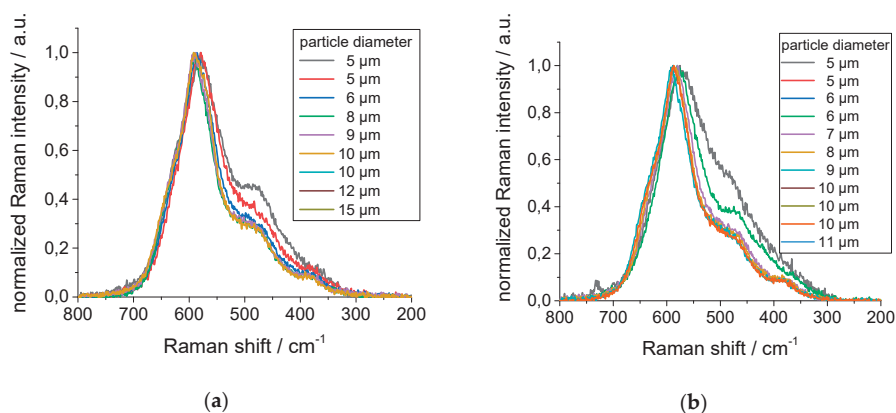 normalized Raman intensity / a.u.
1,0
0,8
0,6
0,4
0,2
0,0
800 700 600 500 400 300 200
Raman shift / cm⁻¹
particle diameter
5 µm
5 µm
6 µm
8 µm
9 µm
10 µm
10 µm
12 µm
15 µm
(a)
normalized Raman intensity / a.u.
1,0
0,8
0,6
0,4
0,2
0,0
800 700 600 500 400 300 200
Raman shift / cm⁻¹
particle diameter
5 µm
5 µm
6 µm
6 µm
7 µm
8 µm
9 µm
10 µm
10 µm
10 µm
11 µm
(b)